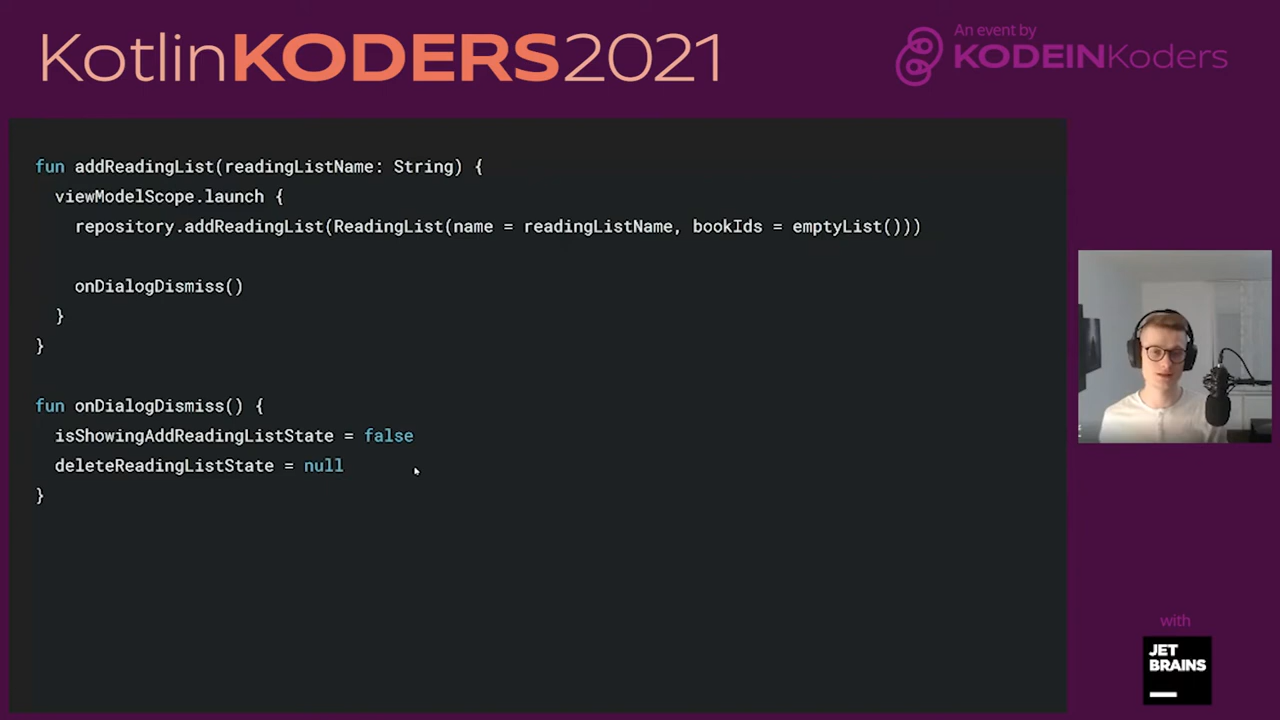 KotlinKODERS2021
An event by
KODEINKoders
fun addReadingList(readingListName: String) {
viewModelScope.launch {
repository.addReadingList(ReadingList(name = readingListName, bookIds = emptyList()))
onDialogDismiss()
}
}
fun onDialogDismiss() {
isShowingAddReadingListState = false
deleteReadingListState = null
}
with
JET
BRAINS